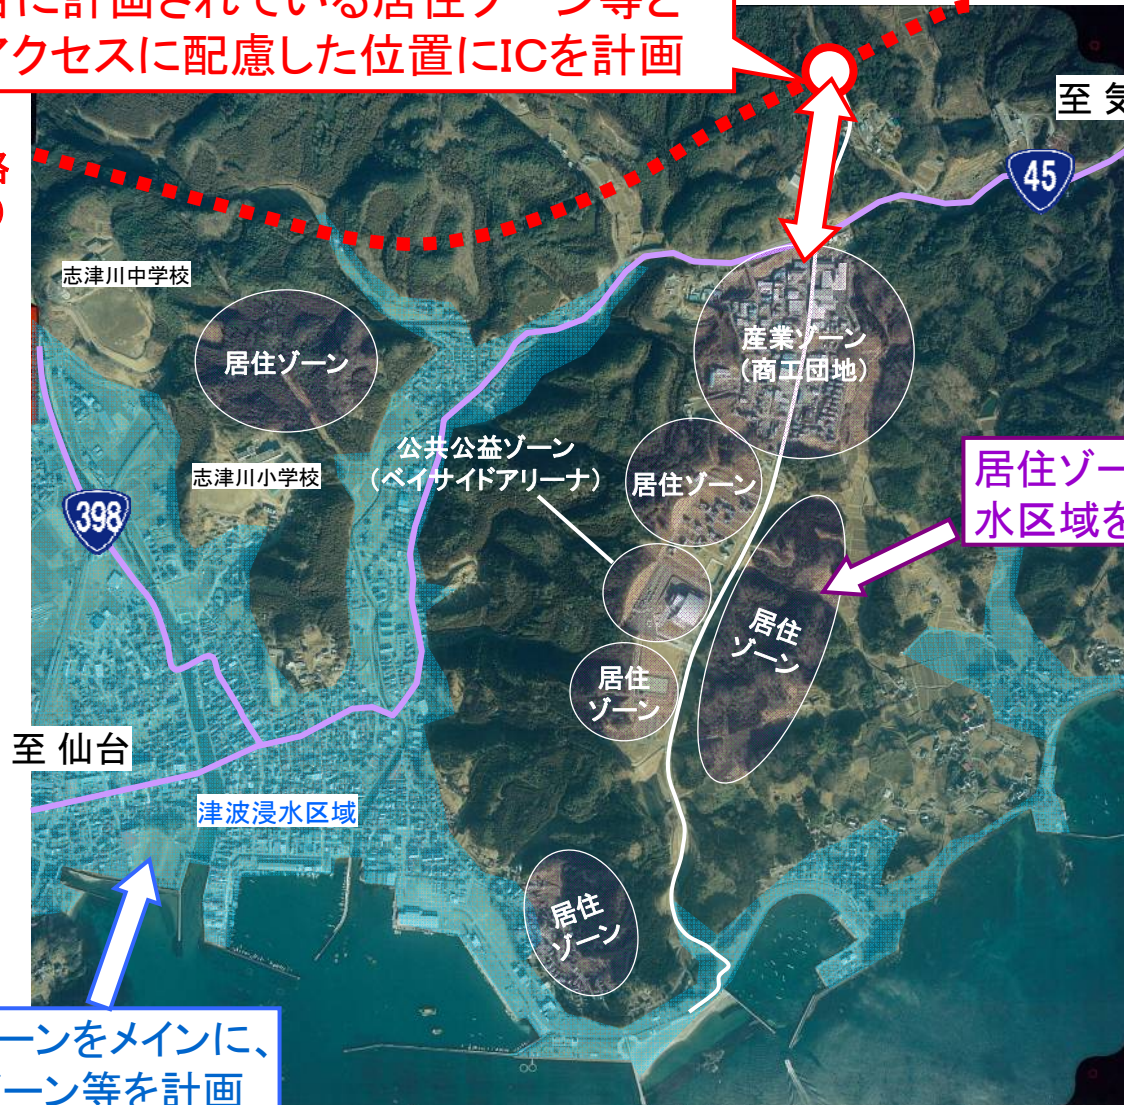 に計画されている居住ゾーン等と
アクセスに配慮した位置にICを計画
至 気
45
路
）
志津川中学校
居住ゾーン
産業ゾーン
（商工団地）
公共公益ゾーン
（ベイサイドアリーナ）
志津川小学校
居住ゾーン
居住ゾー
水区域を
398
居住
ゾーン
居住
ゾーン
至 仙台
津波浸水区域
居住
ゾーン
ーンをメインに、
ゾーン等を計画